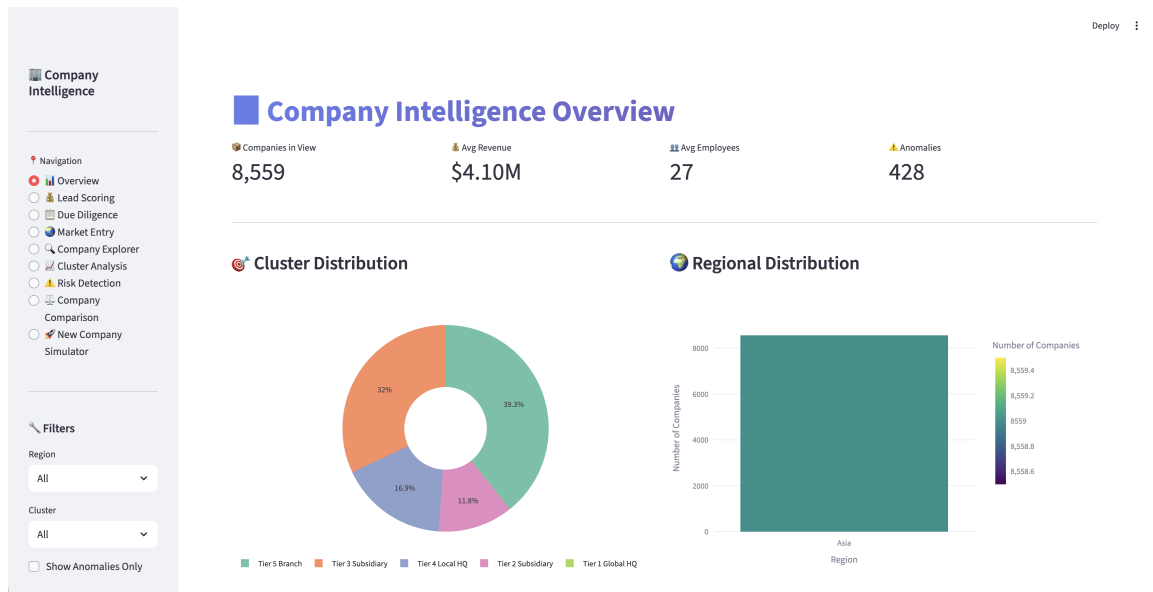 Deploy
Company
Intelligence
Navigation
Overview
Lead Scoring
Due Diligence
Market Entry
Company Explorer
Cluster Analysis
Risk Detection
Company
Comparison
New Company
Simulator
Filters
Region
All
Cluster
All
Show Anomalies Only
Company Intelligence Overview
Companies in View
8,559
Avg Revenue
$4.10M
Avg Employees
27
Anomalies
428
Cluster Distribution
32%
39.3%
16.9%
11.8%
Tier 5 Branch
Tier 3 Subsidiary
Tier 4 Local HQ
Tier 2 Subsidiary
Tier 1 Global HQ
Regional Distribution
Number of Companies
8000
6000
4000
2000
0
Asia
Region
Number of Companies
8,559.4
8,559.2
8559
8,558.8
8,558.6